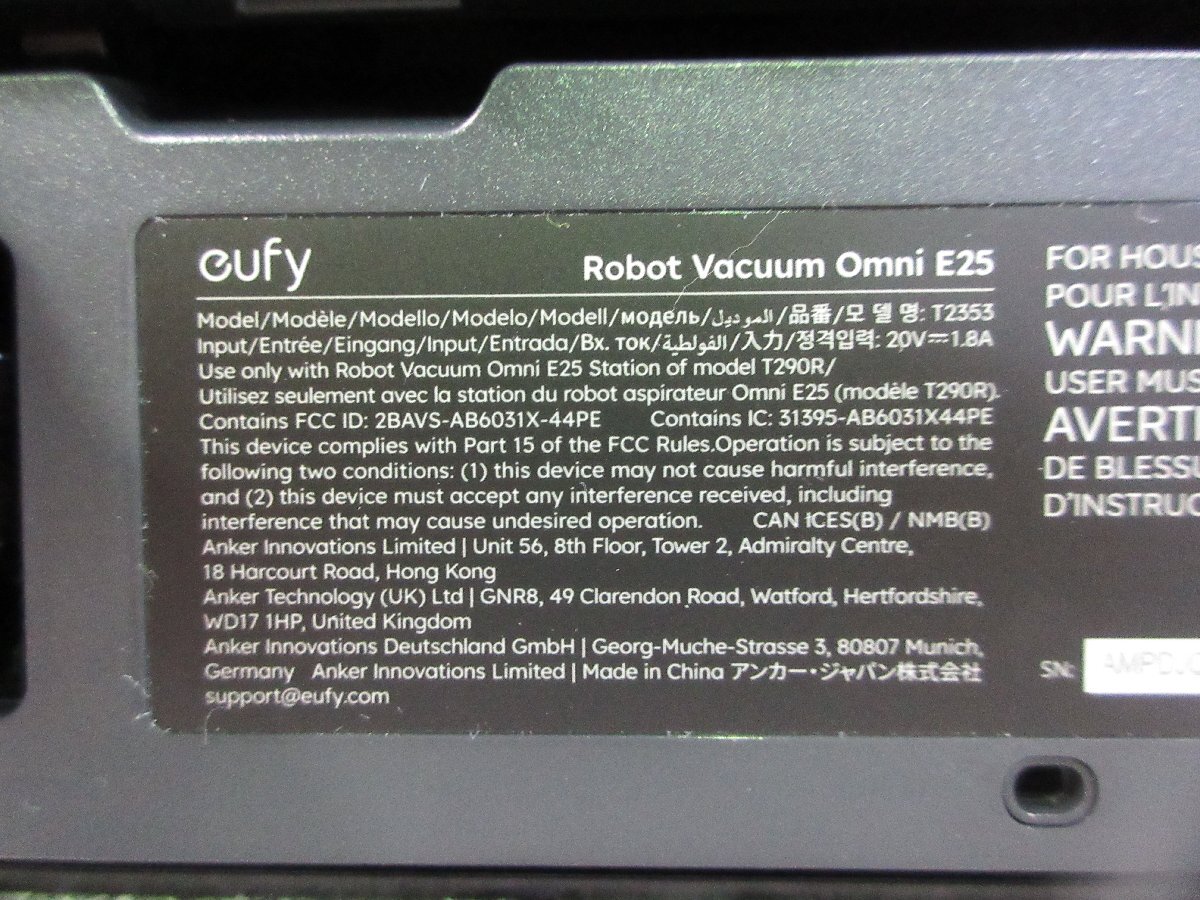 eufy Robot Vacuum Omni E25
Model/Modèle/Modello/Modelo/Modell/модель/الموديل/品番/모 델 명: T2353
Input/Entrée/Eingang/Input/Entrada/Вх. ток/الفولطية/入力/정격입력: 20V⎓1.8A
Use only with Robot Vacuum Omni E25 Station of model T290R/
Utilisez seulement avec la station du robot aspirateur Omni E25 (modèle T290R).
Contains FCC ID: 2BAVS-AB6031X-44PE Contains IC: 31395-AB6031X44PE
This device complies with Part 15 of the FCC Rules.Operation is subject to the
following two conditions: (1) this device may not cause harmful interference,
and (2) this device must accept any interference received, including
interference that may cause undesired operation. CAN ICES(B) / NMB(B)
Anker Innovations Limited | Unit 56, 8th Floor, Tower 2, Admiralty Centre,
18 Harcourt Road, Hong Kong
Anker Technology (UK) Ltd | GNR8, 49 Clarendon Road, Watford, Hertfordshire,
WD17 1HP, United Kingdom
Anker Innovations Deutschland GmbH | Georg-Muche-Strasse 3, 80807 Munich,
Germany Anker Innovations Limited | Made in China アンカー・ジャパン株式会社
support@eufy.com
FOR HOUS
POUR L'IN
WARNI
USER MUS
AVERTI
DE BLESSU
D'INSTRUC
SN: